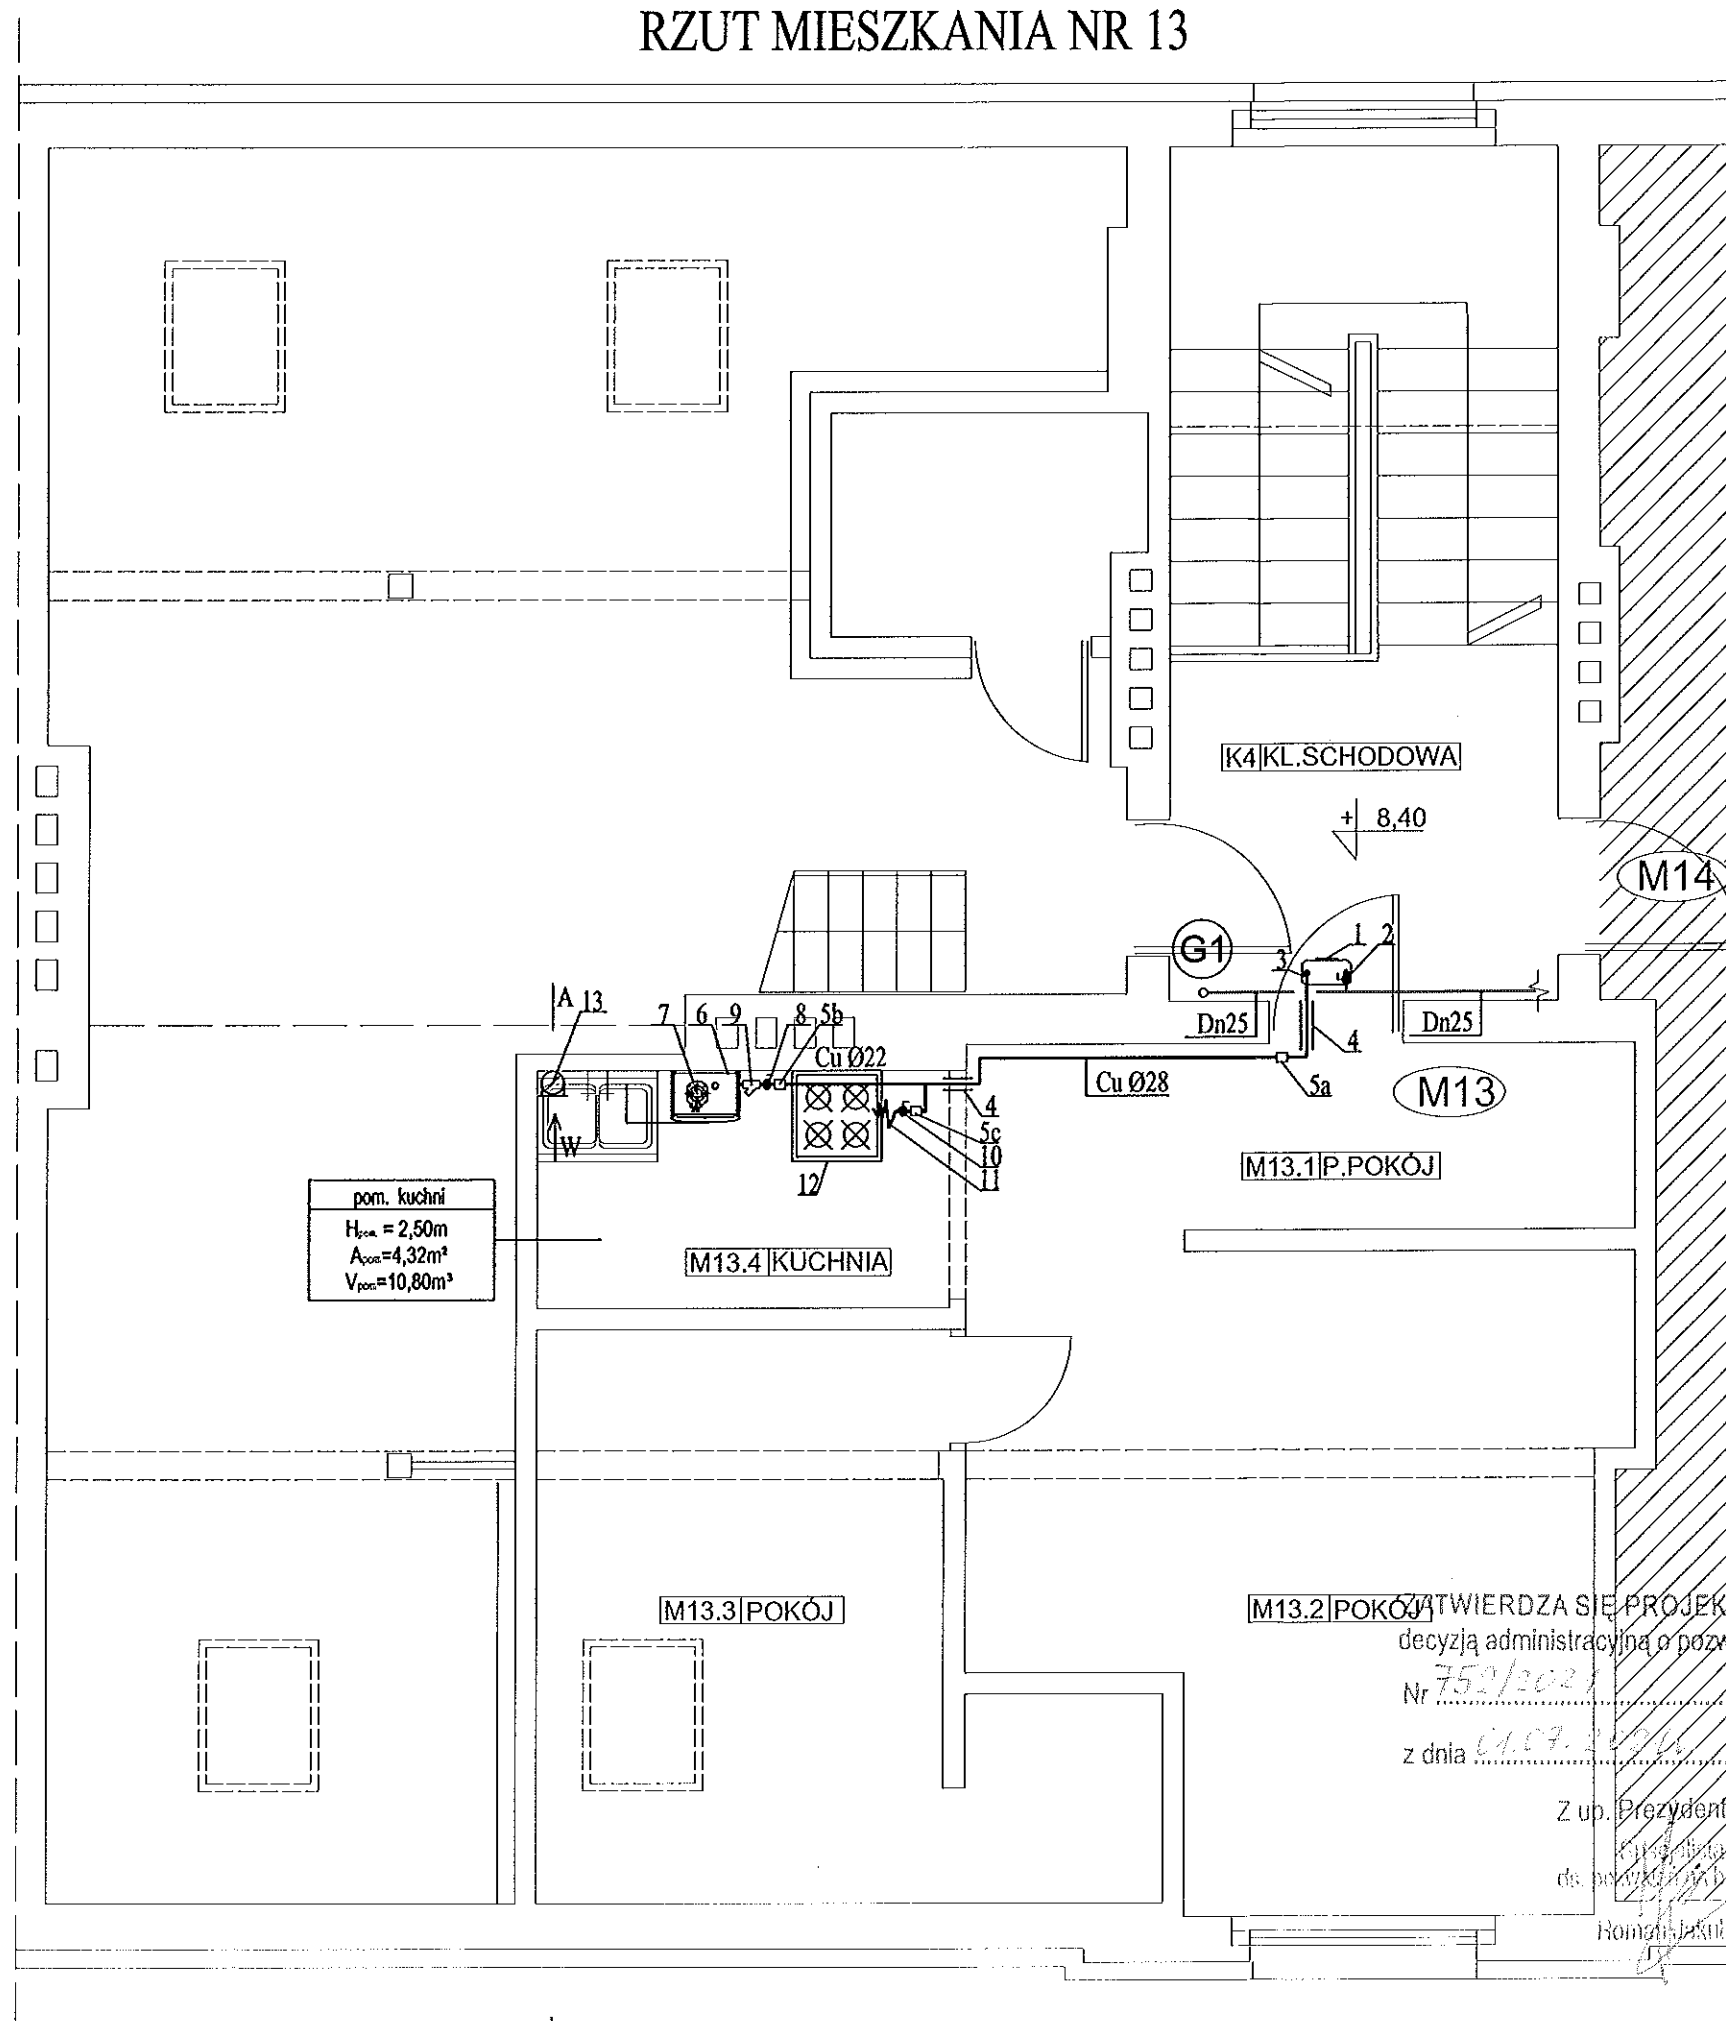 RZUT MIESZKANIA NR 13
K4 KL.SCHODOWA
+ 8,40
M14
G1
1
2
3
A
13
7
6
9
8
5b
Dn25
4
Dn25
Cu Ø22
Cu Ø28
5a
M13
4
5c
10
11
W
12
M13.1 P.POKÓJ
pom. kuchni
H = 2,50m
A =4,32m²
V =10,80m³
M13.4 KUCHNIA
M13.3 POKÓJ
M13.2 POKÓJ
ZATWIERDZA SIĘ PROJEK
decyzją administracyjną o pozw
Nr 752/2021
z dnia
Z up. Prezydent
Roman